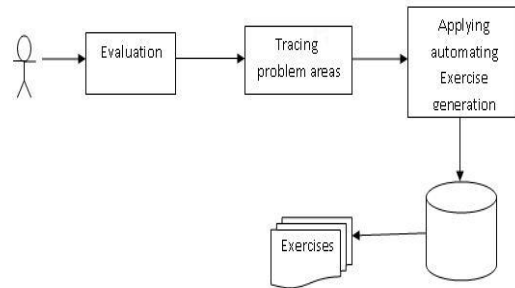 Evaluation
Tracing
problem areas
Applying
automating
Exercise
generation
Exercises